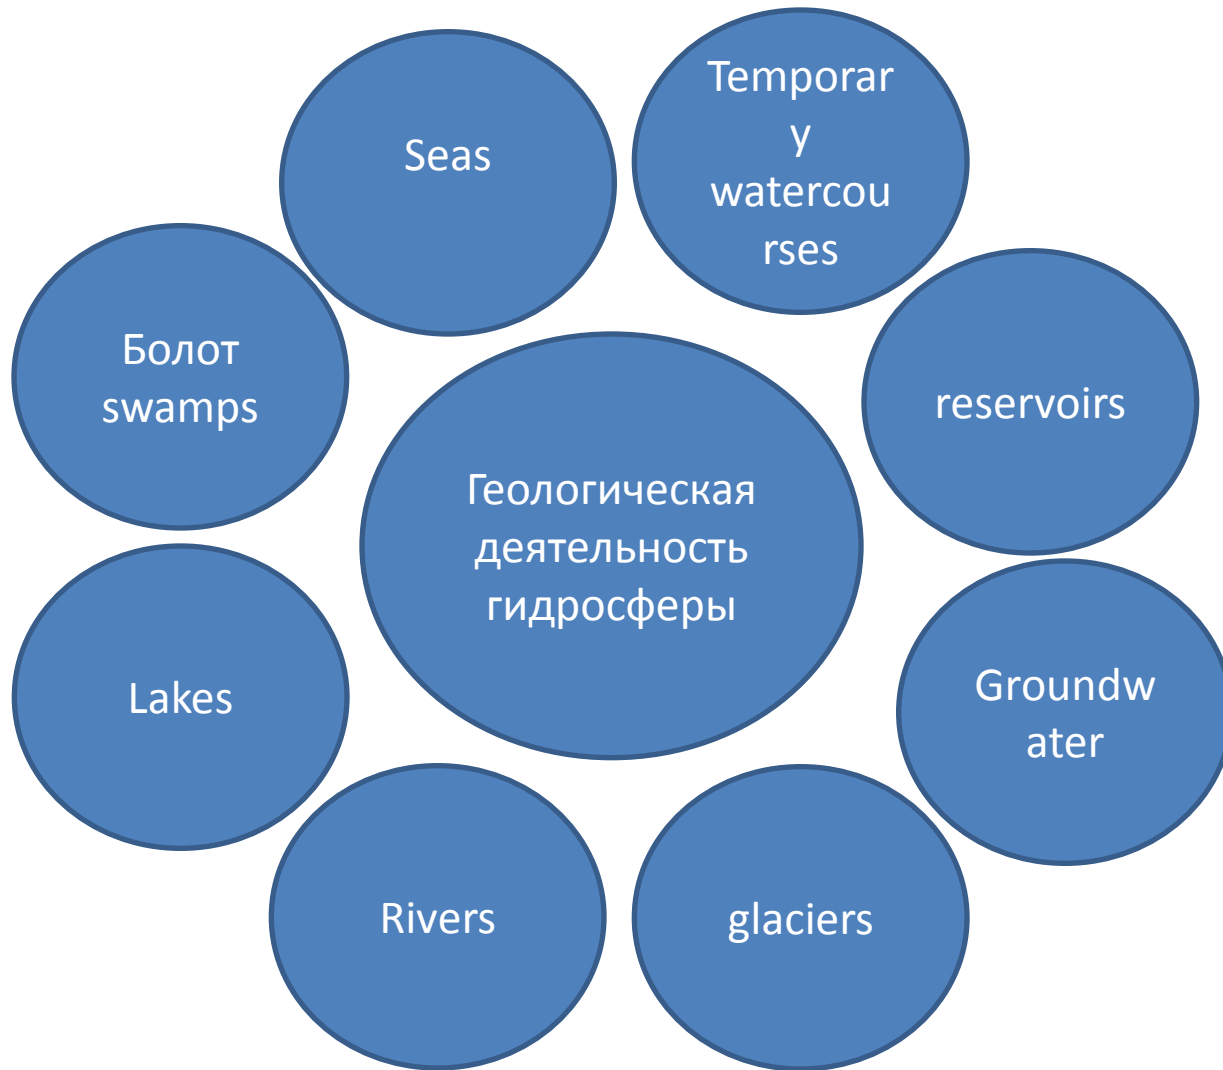 Seas
Temporar
y
watercou
rses
Болот
swamps
reservoirs
Геологическая
деятельность
гидросферы
Lakes
Groundw
ater
Rivers
glaciers